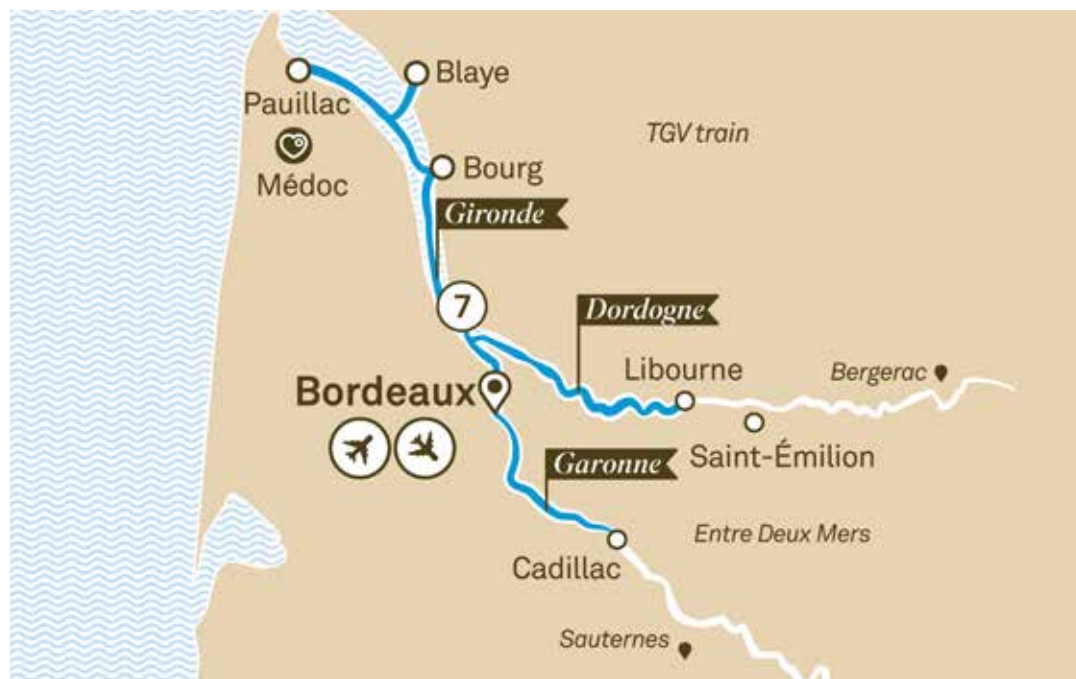 Blaye
Pauillac
TGV train
Bourg
Médoc
Gironde
7
Dordogne
Libourne
Bergerac
Bordeaux
Saint-Émilion
Garonne
Entre Deux Mers
Cadillac
Sauternes